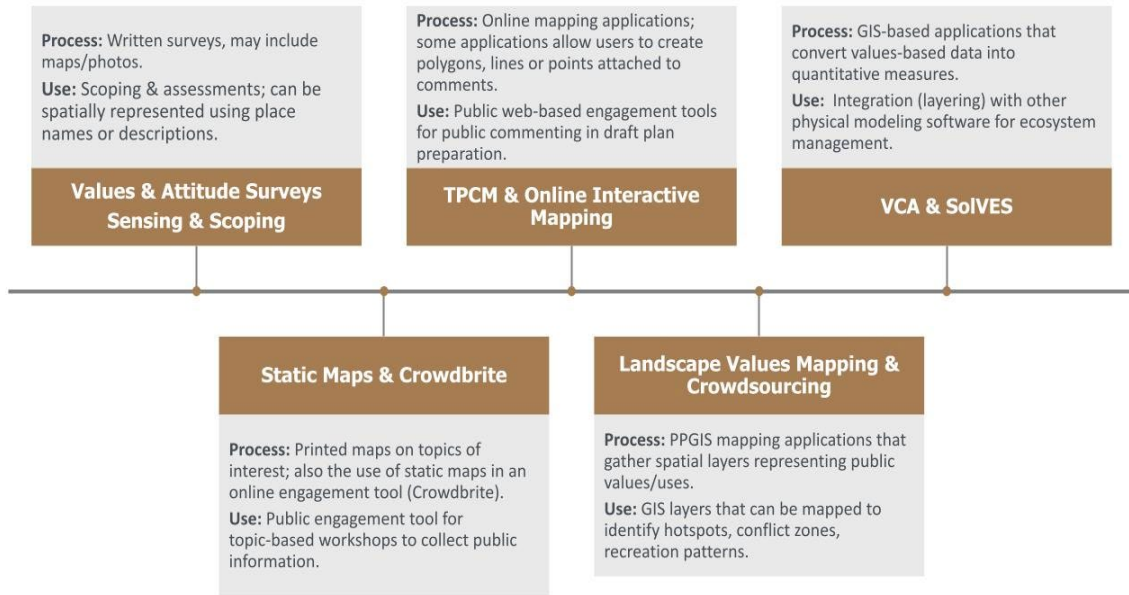 Process: Written surveys, may include
maps/photos.
Use: Scoping & assessments; can be
spatially represented using place
names or descriptions.
Values & Attitude Surveys
Sensing & Scoping
Process: Online mapping applications;
some applications allow users to create
polygons, lines or points attached to
comments.
Use: Public web-based engagement tools
for public commenting in draft plan
preparation.
TPCM & Online Interactive
Mapping
Process: GIS-based applications that
convert values-based data into
quantitative measures.
Use: Integration (layering) with other
physical modeling software for ecosystem
management.
VCA & SolVES
Static Maps & Crowdbrite
Process: Printed maps on topics of
interest; also the use of static maps in an
online engagement tool (Crowdbrite).
Use: Public engagement tool for
topic-based workshops to collect public
information.
Landscape Values Mapping &
Crowdsourcing
Process: PPGIS mapping applications that
gather spatial layers representing public
values/uses.
Use: GIS layers that can be mapped to
identify hotspots, conflict zones,
recreation patterns.